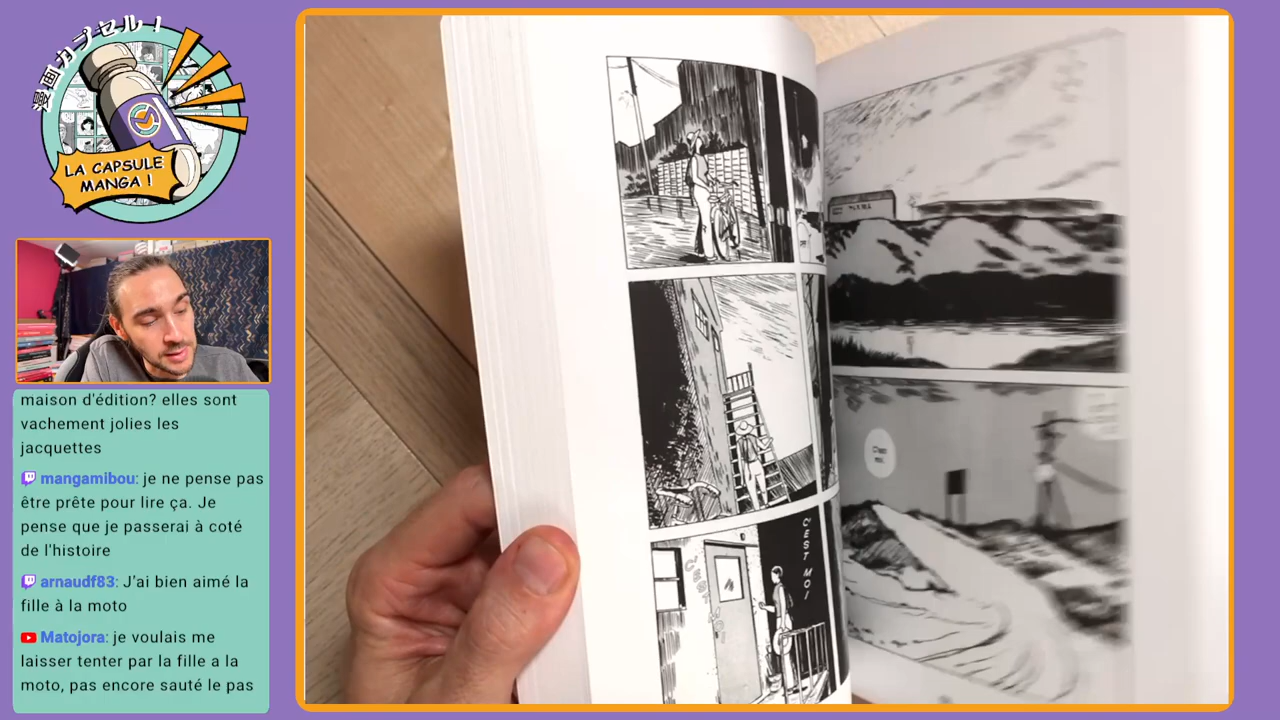 漫画カプセル!
LA CAPSULE
MANGA !
maison d'édition? elles sont
vachement jolies les
jacquettes
mangamibou: je ne pense pas
être prête pour lire ça. Je
pense que je passerai à coté
de l'histoire
arnaudf83: J'ai bien aimé la
fille à la moto
Matojora: je voulais me
laisser tenter par la fille a la
moto, pas encore sauté le pas
C'EST MOI
C'EST MOI
C'est
moi.